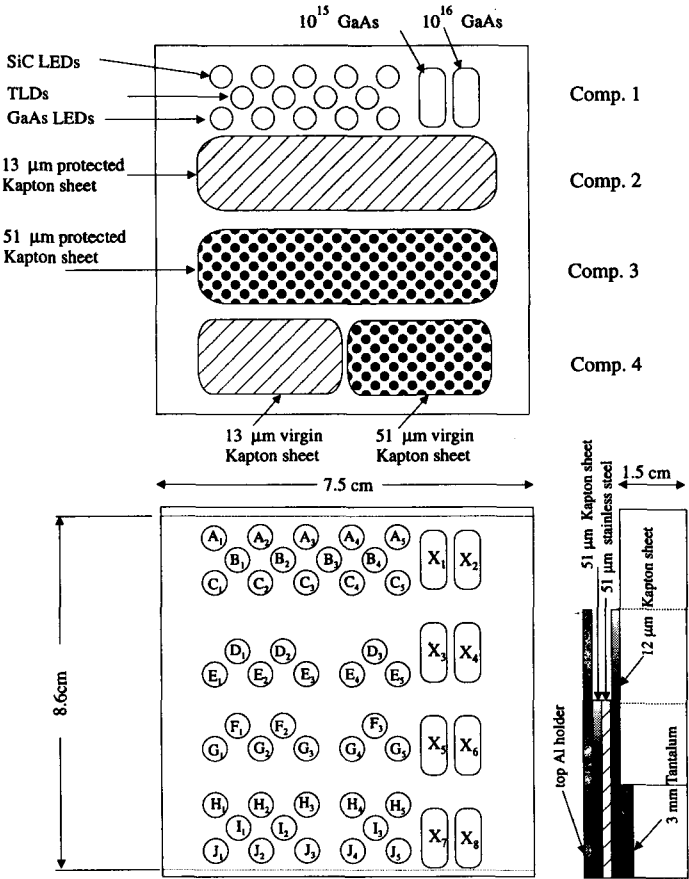 10^15 GaAs
10^16 GaAs
SiC LEDs
TLDs
GaAs LEDs
Comp. 1
13 µm protected
Kapton sheet
Comp. 2
51 µm protected
Kapton sheet
Comp. 3
Comp. 4
13 µm virgin
Kapton sheet
51 µm virgin
Kapton sheet
7.5 cm
8.6cm
A1 A2 A3 A4 A5
B1 B2 B3 B4
C1 C2 C3 C4 C5
X1 X2
D1 D2 D3
E1 E2 E3 E4 E5
X3 X4
F1 F2 F3
G1 G2 G3 G4 G5
X5 X6
H1 H2 H3 H4 H5
I1 I2 I3
J1 J2 J3 J4 J5
X7 X8
51 µm Kapton sheet
51 µm stainless steel
1.5 cm
12 µm Kapton sheet
top Al holder
3 mm Tantalum